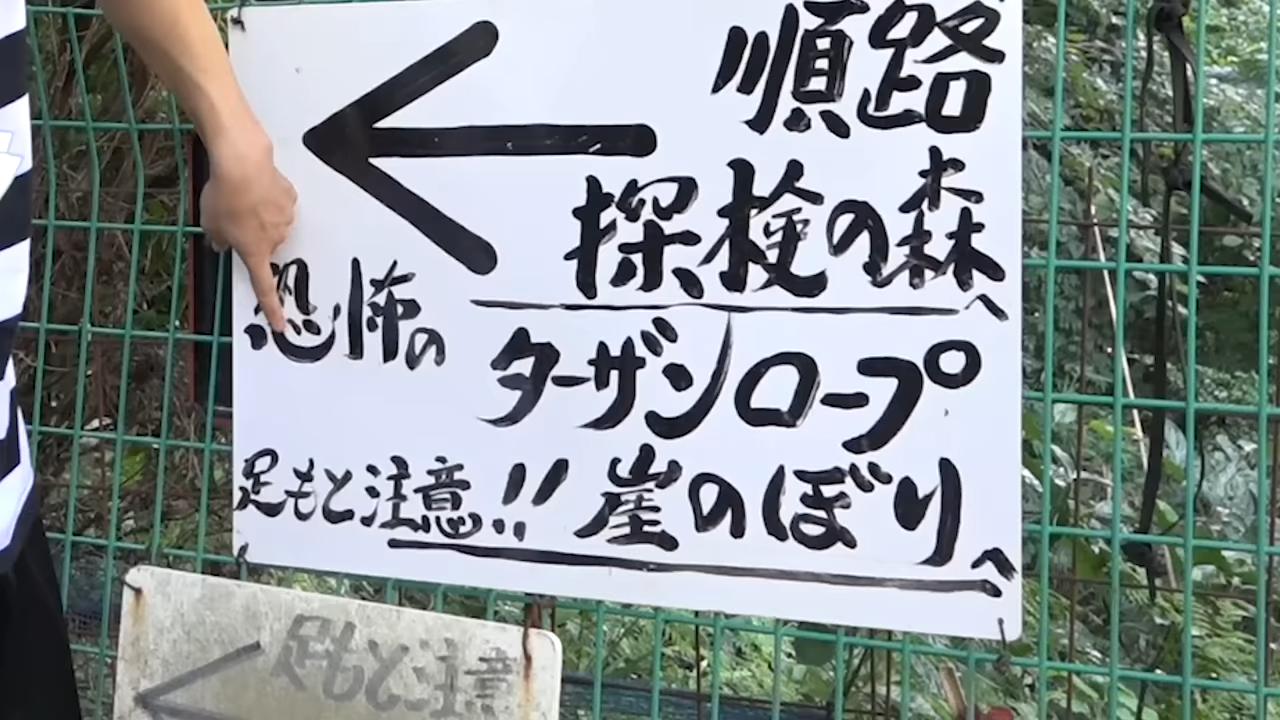 順路
探検の森へ
恐怖の ターザンロープ
足もと注意!! 崖のぼりへ
足もと注意